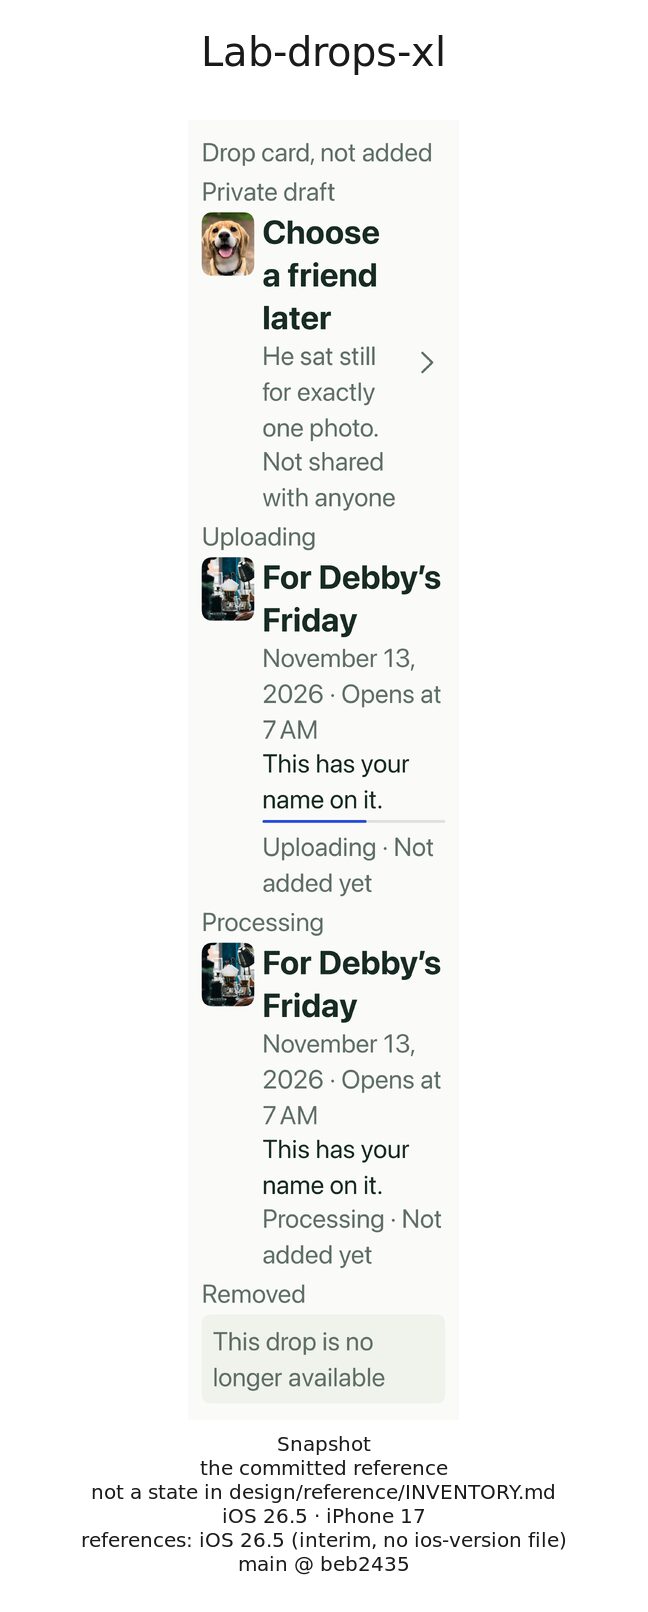 Lab-drops-xl
Drop card, not added
Private draft
Choose
a friend
later
He sat still
for exactly
one photo.
Not shared
with anyone
Uploading
For Debby’s
Friday
November 13,
2026 · Opens at
7 AM
This has your
name on it.
Uploading · Not
added yet
Processing
For Debby’s
Friday
November 13,
2026 · Opens at
7 AM
This has your
name on it.
Processing · Not
added yet
Removed
This drop is no
longer available
Snapshot
the committed reference
not a state in design/reference/INVENTORY.md
iOS 26.5 · iPhone 17
references: iOS 26.5 (interim, no ios-version file)
main @ beb2435